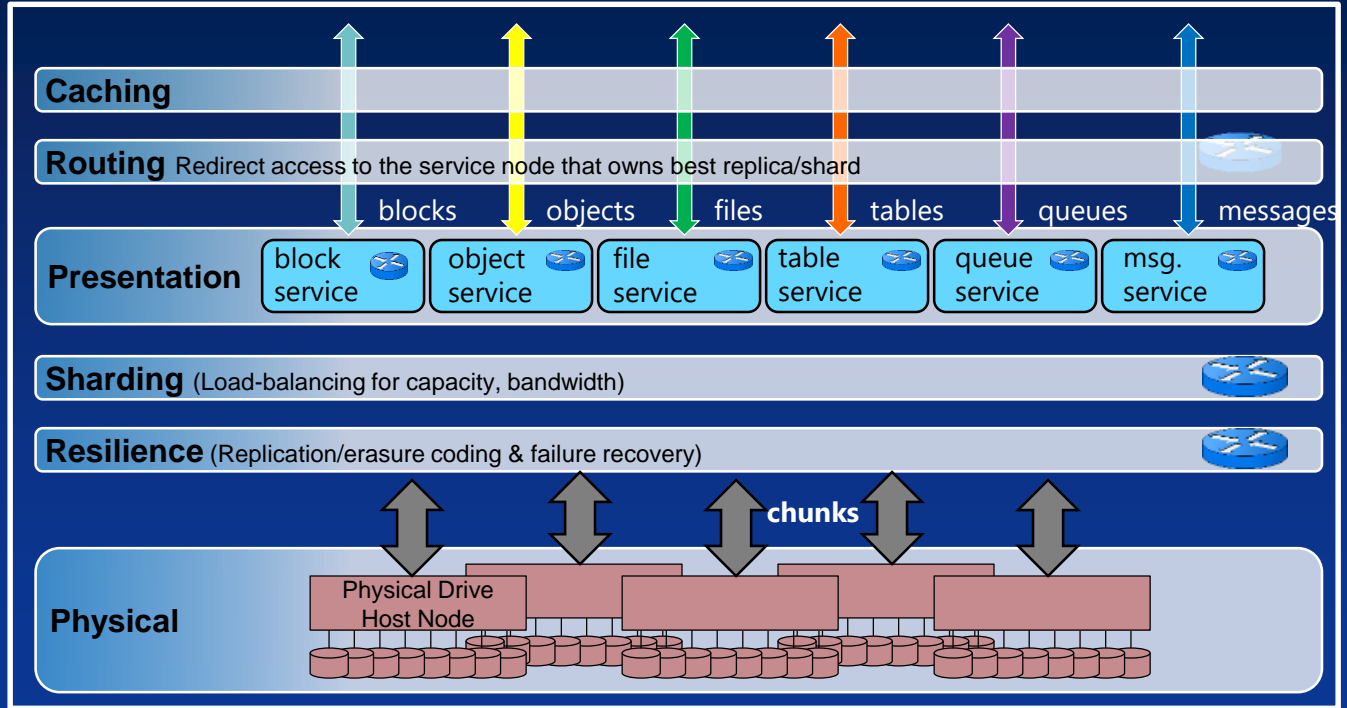 Caching
Routing Redirect access to the service node that owns best replica/shard
blocks
objects
files
tables
queues
messages
Presentation
block
service
object
service
file
service
table
service
queue
service
msg.
service
Sharding (Load-balancing for capacity, bandwidth)
Resilience (Replication/erasure coding & failure recovery)
chunks
Physical
Physical Drive
Host Node